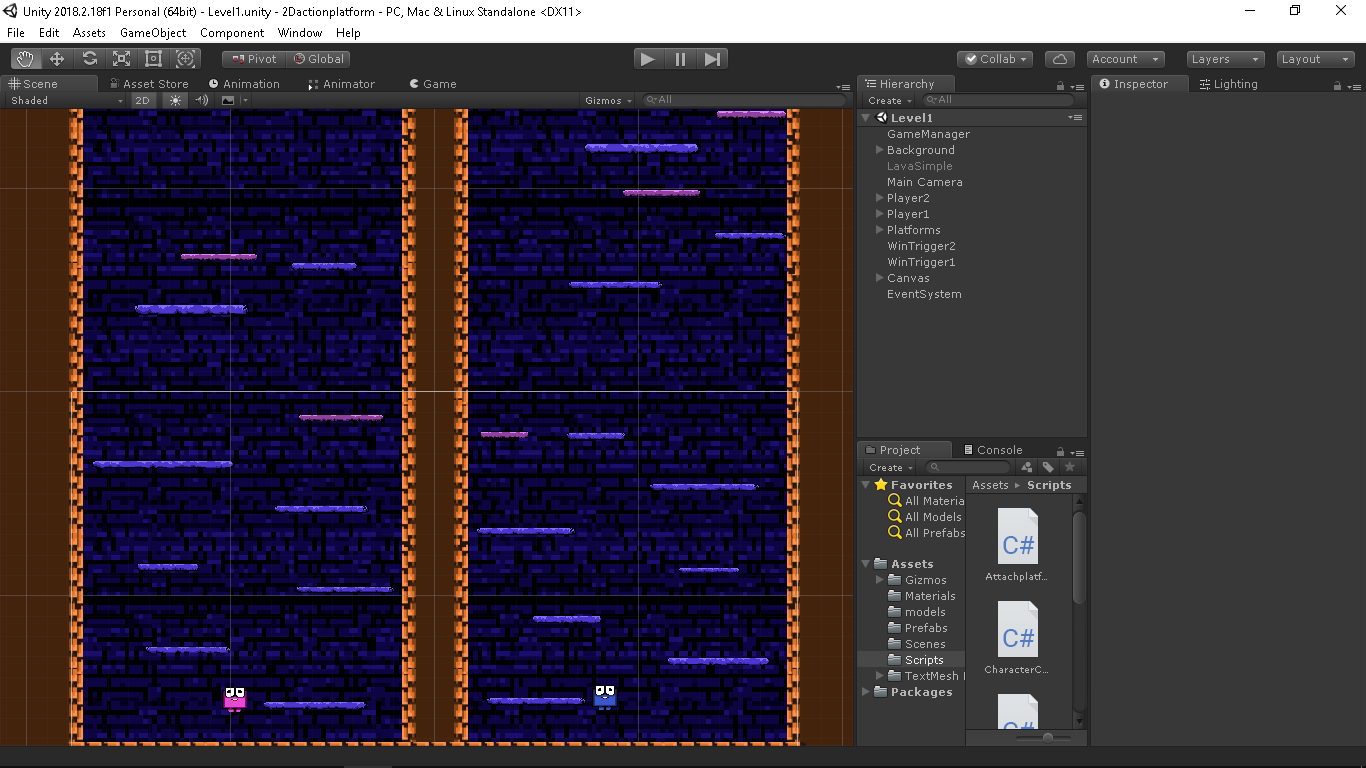 Unity 2018.2.18f1 Personal (64bit) - Level1.unity - 2Dactionplatform - PC, Mac & Linux Standalone <DX11>
File Edit Assets GameObject Component Window Help
Pivot Global Collab Account Layers Layout
Scene Asset Store Animation Animator Game
Shaded 2D Gizmos All
Hierarchy
Create All
Level1
GameManager
Background
LavaSimple
Main Camera
Player2
Player1
Platforms
WinTrigger2
WinTrigger1
Canvas
EventSystem
Inspector Lighting
Project Console
Create
Favorites
All Materia
All Models
All Prefabs
Assets
Gizmos
Materials
models
Prefabs
Scenes
Scripts
TextMesh
Packages
Assets Scripts
C#
Attachplatf...
C#
CharacterC...
C#